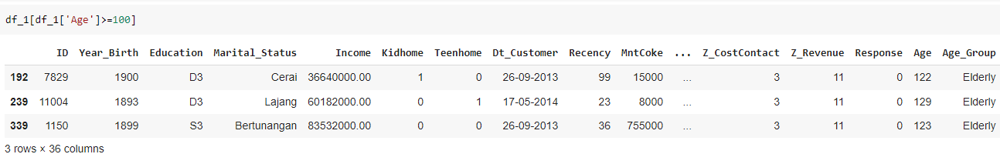 df_1[df_1['Age']>=100]
ID Year_Birth Education Marital_Status Income Kidhome Teenhome Dt_Customer Recency MntCoke ... Z_CostContact Z_Revenue Response Age Age_Group
192 7829 1900 D3 Cerai 36640000.00 1 0 26-09-2013 99 15000 ... 3 11 0 122 Elderly
239 11004 1893 D3 Lajang 60182000.00 0 1 17-05-2014 23 8000 ... 3 11 0 129 Elderly
339 1150 1899 S3 Bertunangan 83532000.00 0 0 26-09-2013 36 755000 ... 3 11 0 123 Elderly
3 rows × 36 columns